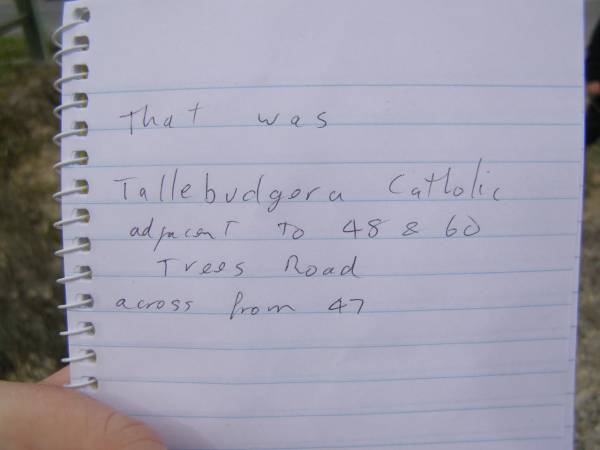 That was
Tallebudgera Catholic
adjacent to 48 & 60
Trees Road
across from 47